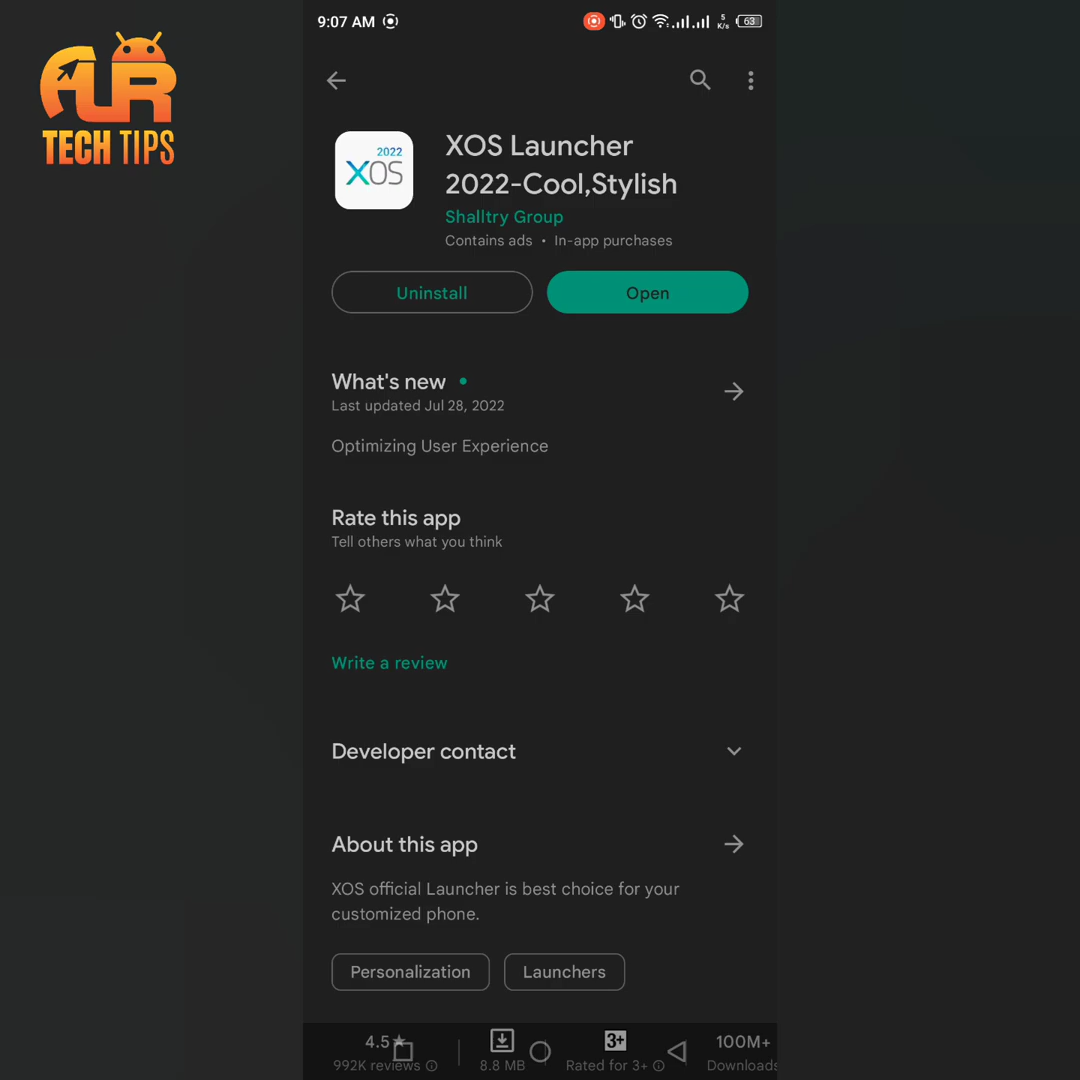 9:07 AM
5
K/s
63
ALR
TECH TIPS
2022
XOS
XOS Launcher
2022-Cool,Stylish
Shalltry Group
Contains ads • In-app purchases
Uninstall
Open
What's new •
Last updated Jul 28, 2022
Optimizing User Experience
Rate this app
Tell others what you think
Write a review
Developer contact
About this app
XOS official Launcher is best choice for your
customized phone.
Personalization
Launchers
4.5★
992K reviews
8.8 MB
3+
Rated for 3+
100M+
Downloads